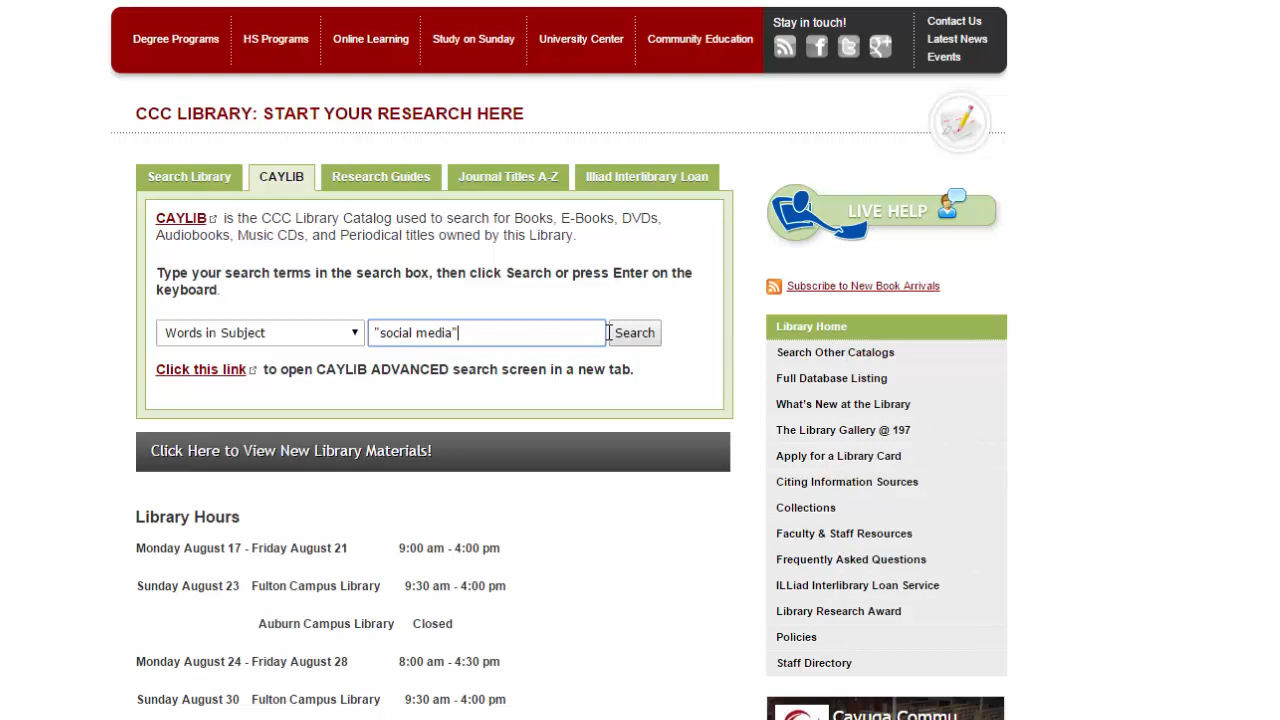 Degree Programs
HS Programs
Online Learning
Study on Sunday
University Center
Community Education
Stay in touch!
Contact Us
Latest News
Events
CCC LIBRARY: START YOUR RESEARCH HERE
Search Library
CAYLIB
Research Guides
Journal Titles A-Z
Illiad Interlibrary Loan
CAYLIB is the CCC Library Catalog used to search for Books, E-Books, DVDs,
Audiobooks, Music CDs, and Periodical titles owned by this Library.
Type your search terms in the search box, then click Search or press Enter on the
keyboard.
Words in Subject
"social media"
Search
Click this link to open CAYLIB ADVANCED search screen in a new tab.
Click Here to View New Library Materials!
Library Hours
Monday August 17 - Friday August 21 9:00 am - 4:00 pm
Sunday August 23 Fulton Campus Library 9:30 am - 4:00 pm
Auburn Campus Library Closed
Monday August 24 - Friday August 28 8:00 am - 4:30 pm
Sunday August 30 Fulton Campus Library 9:30 am - 4:00 pm
LIVE HELP
Subscribe to New Book Arrivals
Library Home
Search Other Catalogs
Full Database Listing
What's New at the Library
The Library Gallery @ 197
Apply for a Library Card
Citing Information Sources
Collections
Faculty & Staff Resources
Frequently Asked Questions
ILLiad Interlibrary Loan Service
Library Research Award
Policies
Staff Directory
Cayuga Commu